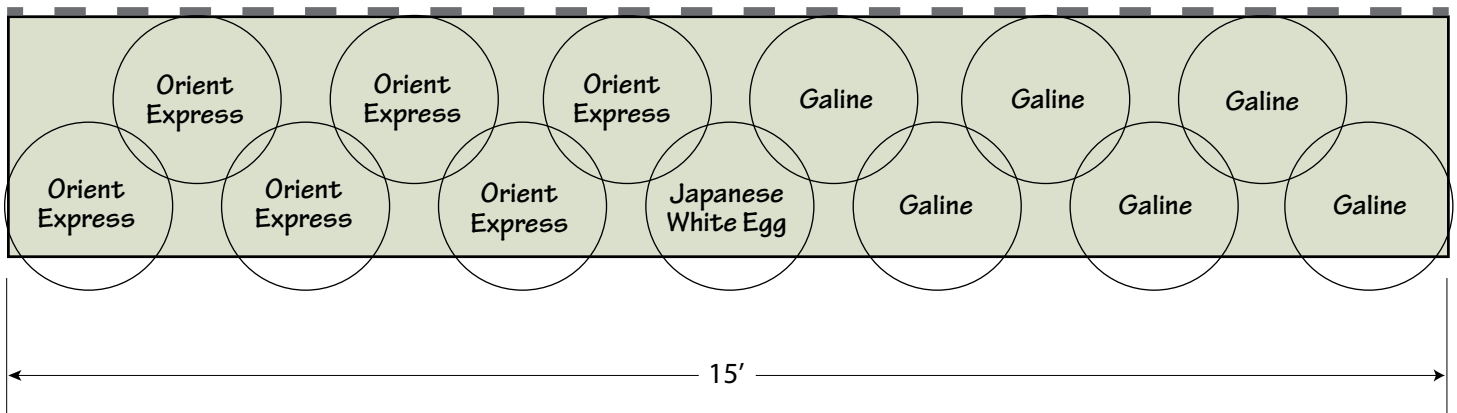 Orient
Express
Orient
Express
Orient
Express
Galine
Galine
Galine
Orient
Express
Orient
Express
Orient
Express
Japanese
White Egg
Galine
Galine
Galine
15’